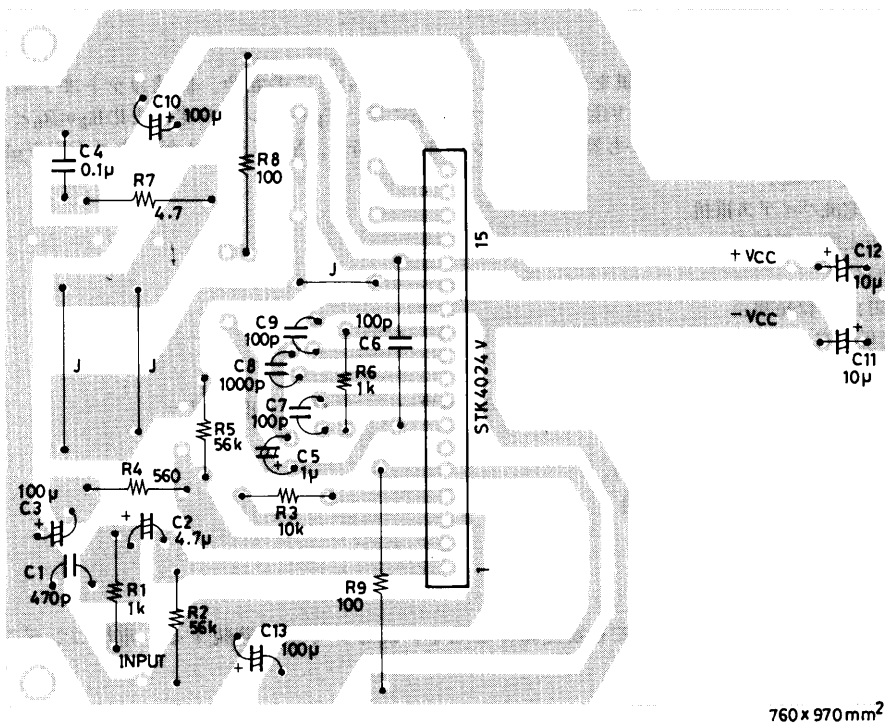 C10
100µ
C4
0.1µ
R7
4.7
R8
100
15
+ VCC
C12
10µ
− VCC
C11
10µ
J
J
J
C9
100p
100p
C6
C8
1000p
R6
1k
C7
100p
STK4024V
R5
56k
C5
1µ
R4
560
100µ
C3
C2
4.7µ
R3
10k
C1
470p
R1
1k
R2
56k
R9
100
1
INPUT
C13
100µ
760 x 970mm²